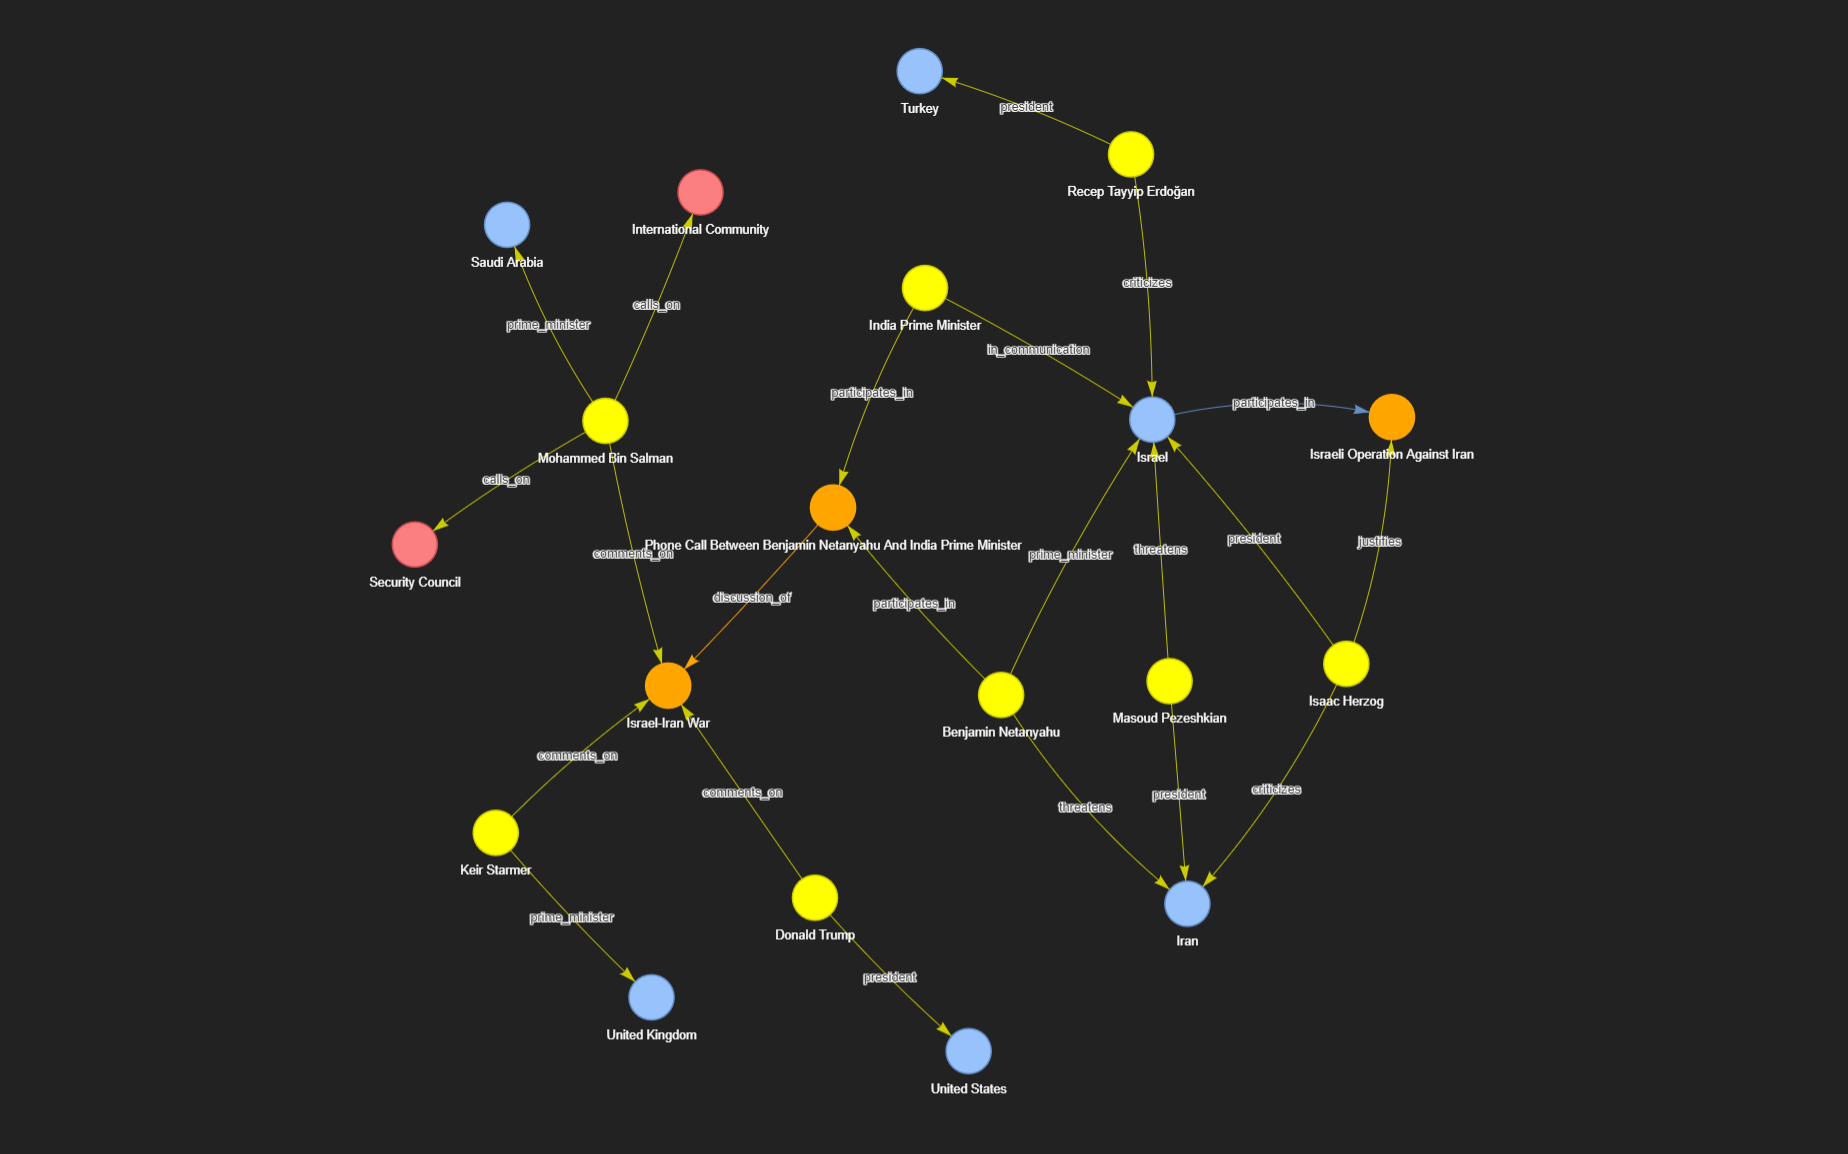 Turkey
president
Recep Tayyip Erdoğan
International Community
Saudi Arabia
criticizes
calls_on
prime_minister
India Prime Minister
in_communication
participates_in
participates_in
Israel
Israeli Operation Against Iran
Mohammed Bin Salman
calls_on
comments_on
Phone Call Between Benjamin Netanyahu And India Prime Minister
prime_minister
threatens
president
justifies
Security Council
discussion_of
participates_in
Israel-Iran War
Benjamin Netanyahu
Masoud Pezeshkian
Isaac Herzog
comments_on
comments_on
threatens
president
criticizes
Keir Starmer
prime_minister
Donald Trump
president
Iran
United Kingdom
United States